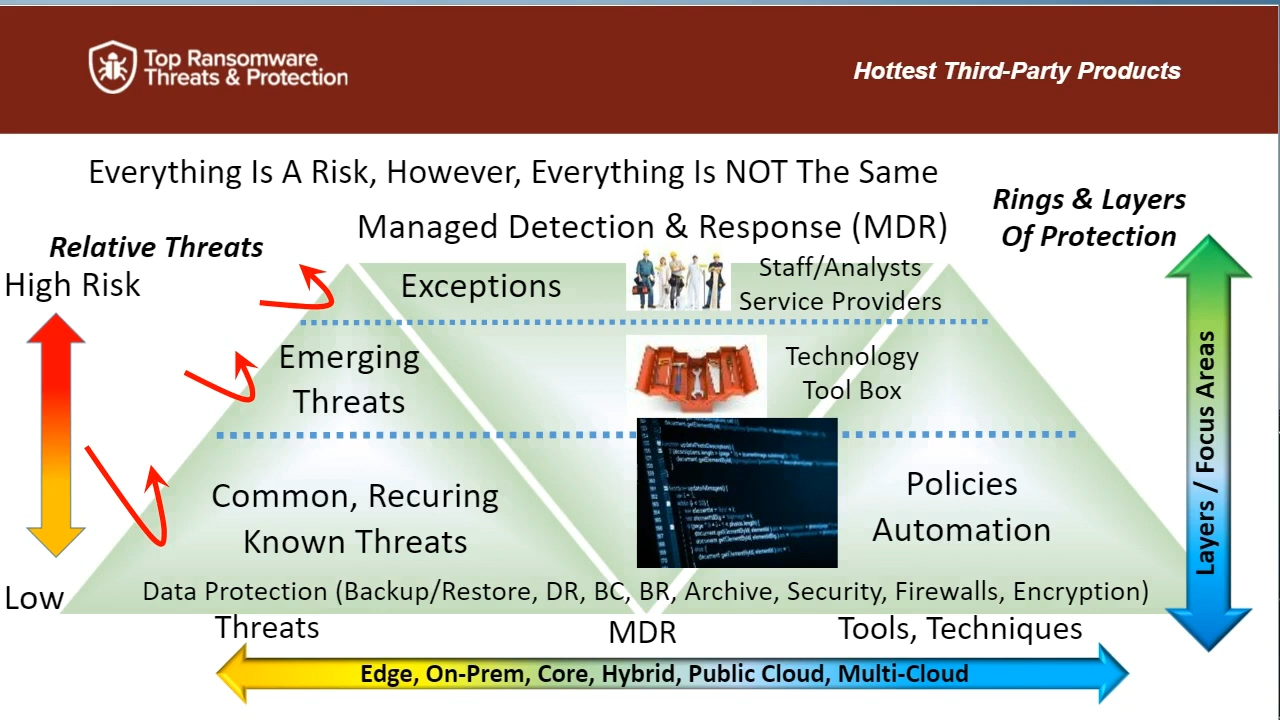 Top Ransomware
Threats & Protection
Hottest Third-Party Products
Everything Is A Risk, However, Everything Is NOT The Same
Rings & Layers
Of Protection
Managed Detection & Response (MDR)
Relative Threats
High Risk
Exceptions
Staff/Analysts
Service Providers
Emerging
Threats
Technology
Tool Box
Common, Recuring
Known Threats
Policies
Automation
Layers / Focus Areas
Low
Data Protection (Backup/Restore, DR, BC, BR, Archive, Security, Firewalls, Encryption)
Threats
MDR
Tools, Techniques
Edge, On-Prem, Core, Hybrid, Public Cloud, Multi-Cloud